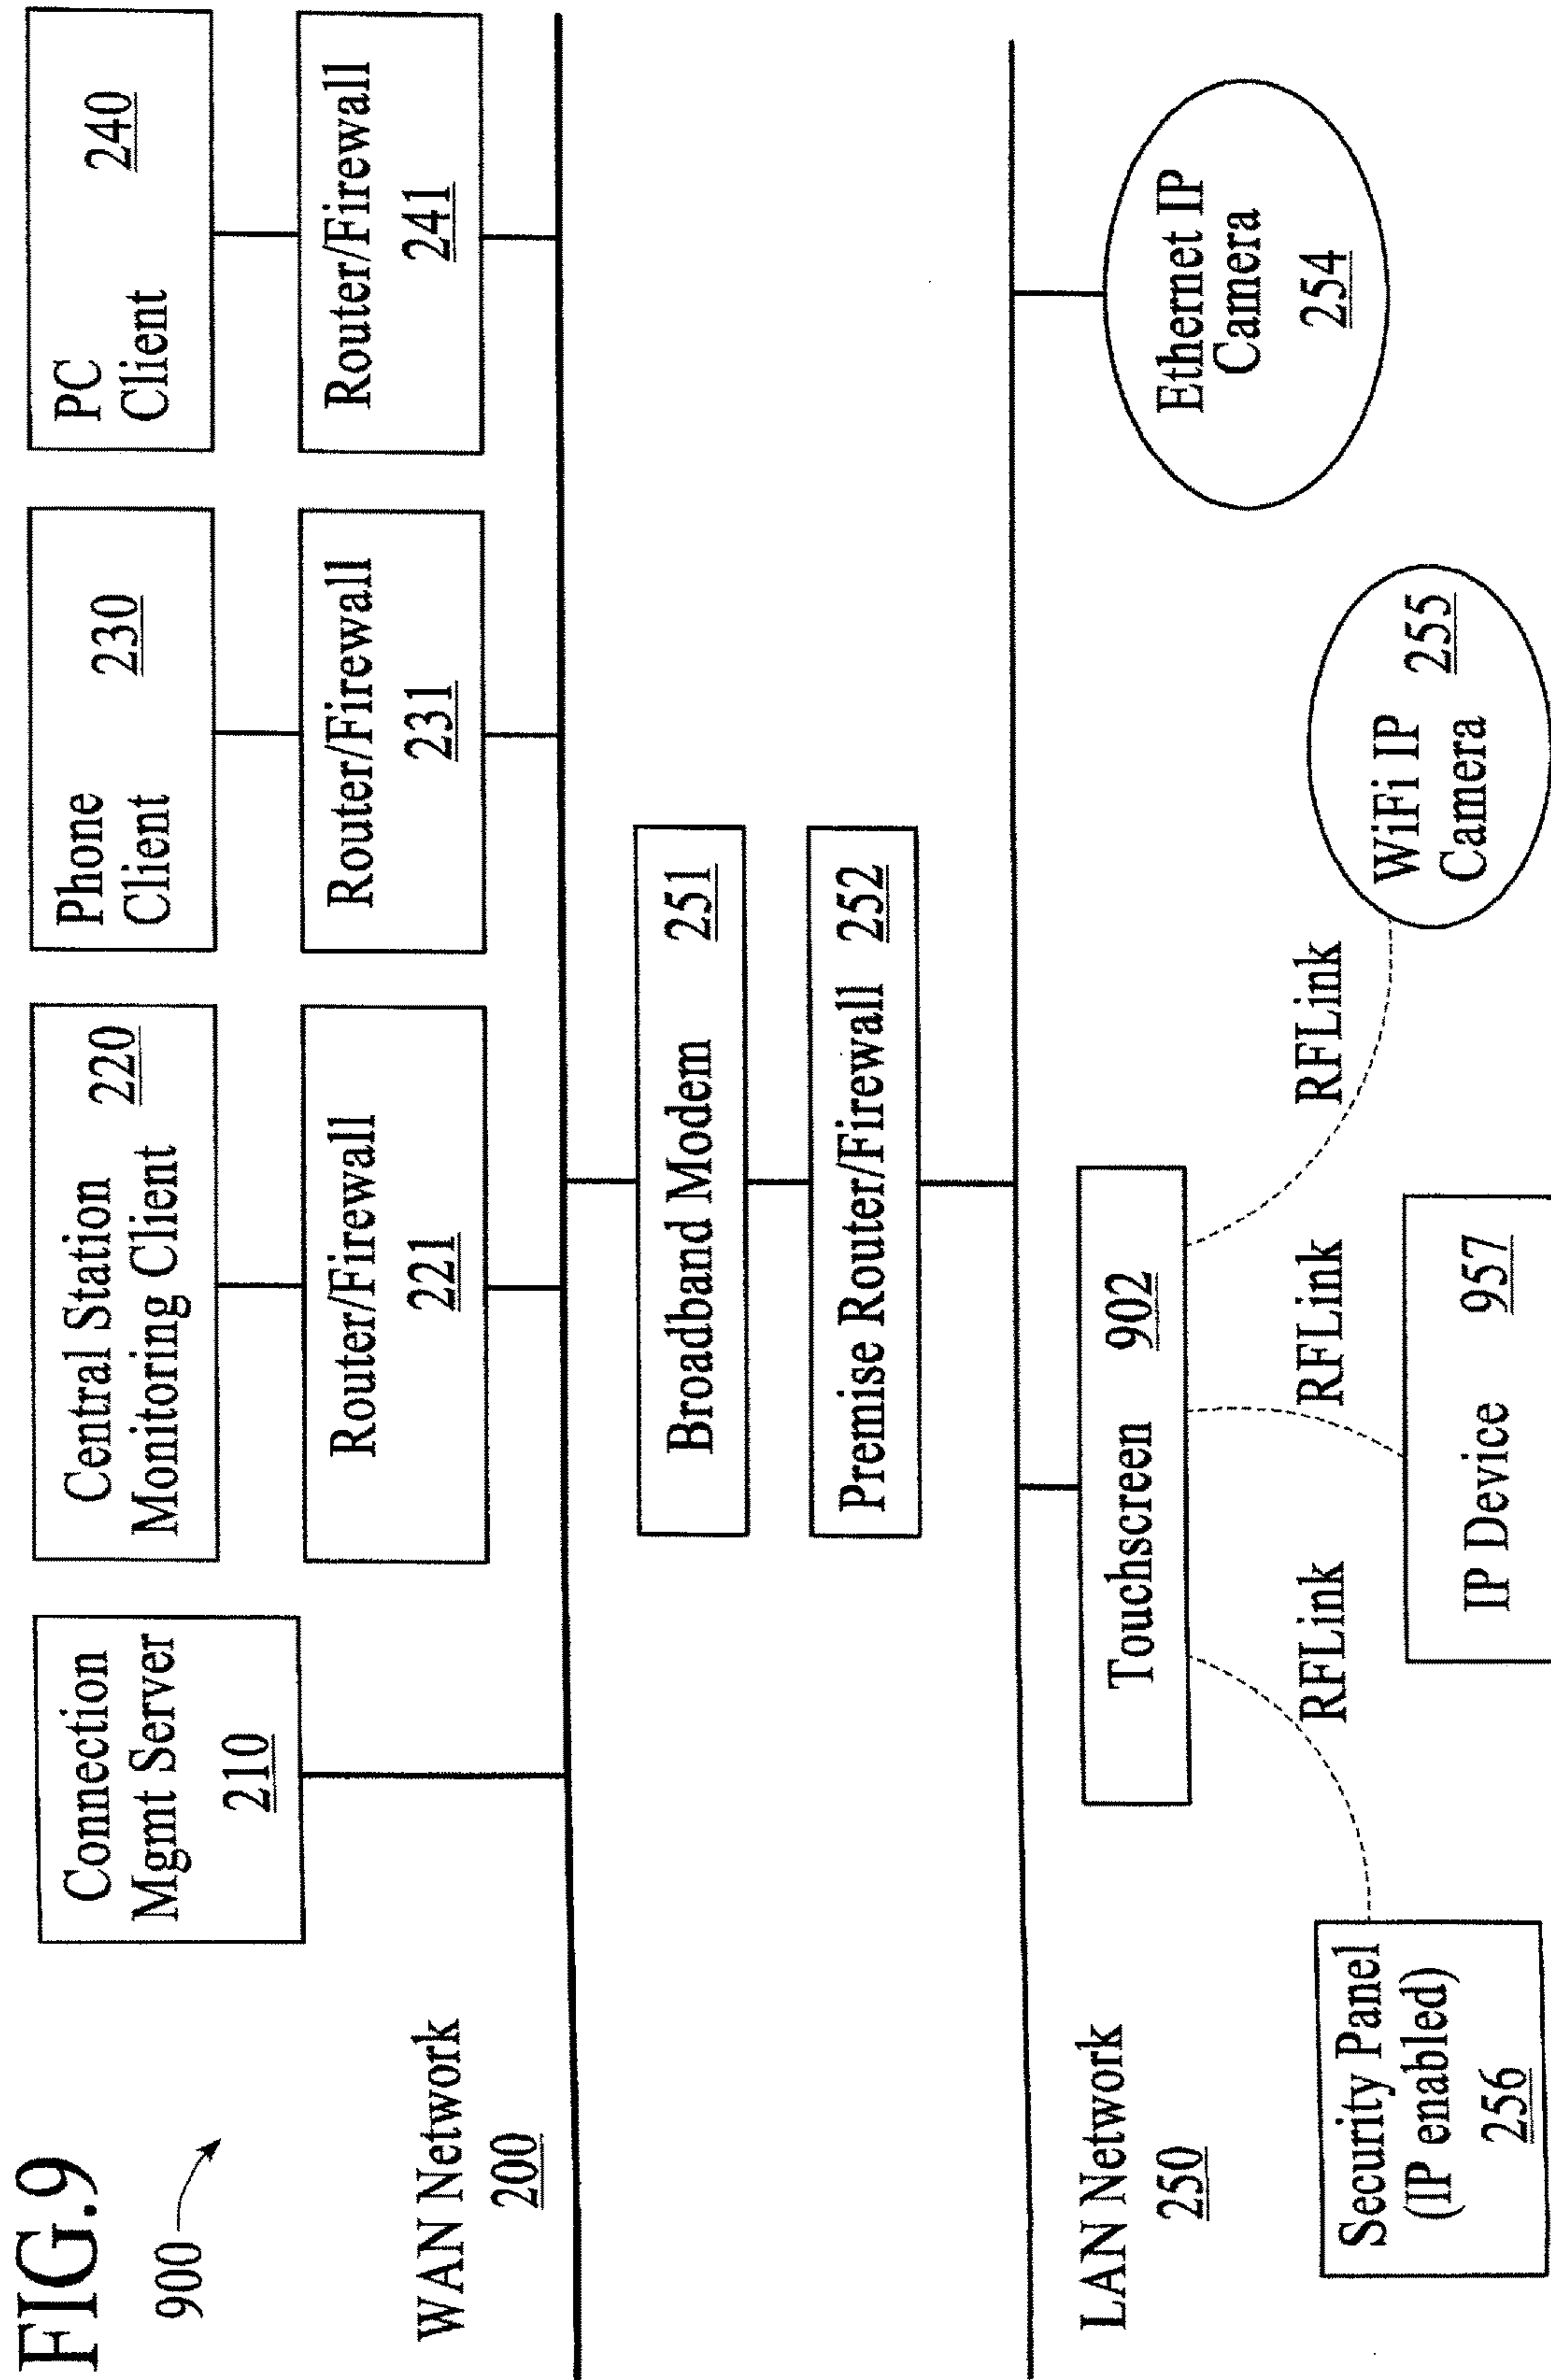 FIG.9
900
Connection
Mgmt Server
210
Central Station
Monitoring Client
220
Phone
Client
230
PC
Client
240
Router/Firewall
221
Router/Firewall
231
Router/Firewall
241
WAN Network
200
Broadband Modem 251
Premise Router/Firewall 252
LAN Network
250
Touchscreen 902
Ethernet IP
Camera
254
RFLink
RFLink
RFLink
Security Panel
(IP enabled)
256
IP Device 957
WiFi IP
Camera
255